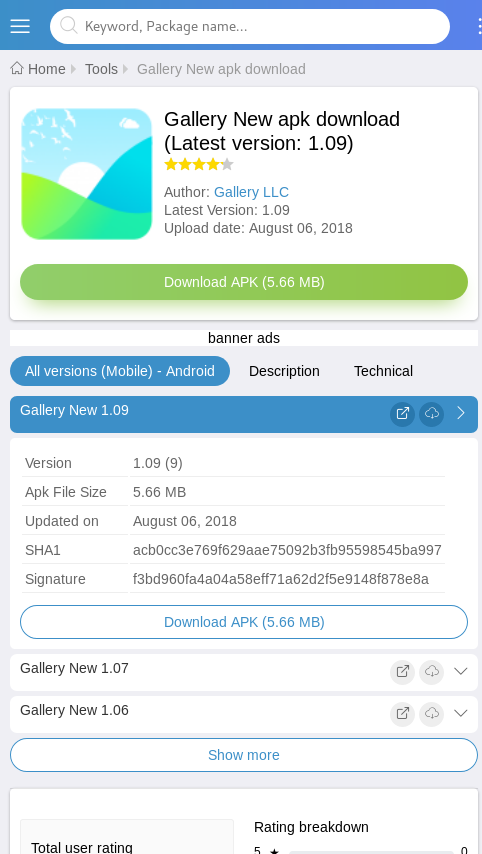 Keyword, Package name...
Home Tools Gallery New apk download
Gallery New apk download
(Latest version: 1.09)
Author: Gallery LLC
Latest Version: 1.09
Upload date: August 06, 2018
Download APK (5.66 MB)
banner ads
All versions (Mobile) - Android Description Technical
Gallery New 1.09
Version 1.09 (9)
Apk File Size 5.66 MB
Updated on August 06, 2018
SHA1 acb0cc3e769f629aae75092b3fb95598545ba997
Signature f3bd960fa4a04a58eff71a62d2f5e9148f878e8a
Download APK (5.66 MB)
Gallery New 1.07
Gallery New 1.06
Show more
Rating breakdown
Total user rating
5 ★ 0